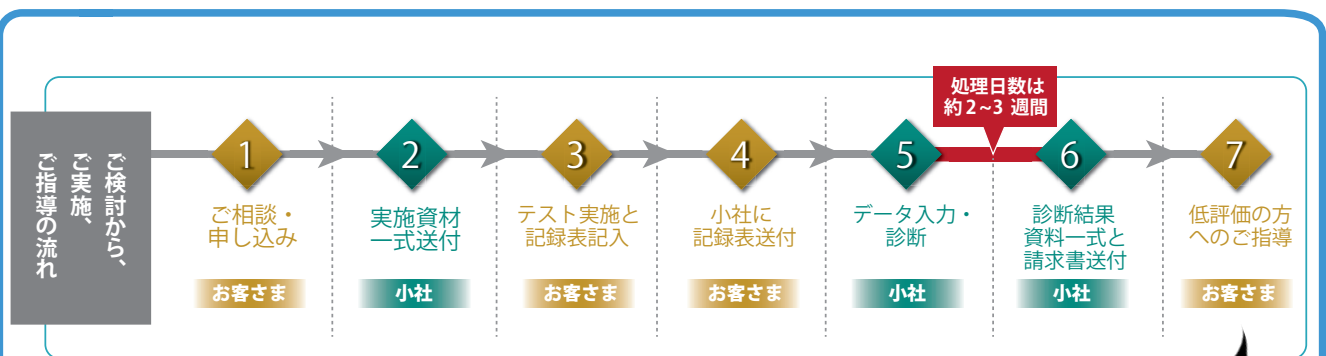 ご検討から、
ご実施、
ご指導の流れ
処理日数は
約2~3 週間
1
ご相談・
申し込み
お客さま
2
実施資材
一式送付
小社
3
テスト実施と
記録表記入
お客さま
4
小社に
記録表送付
お客さま
5
データ入力・
診断
小社
6
診断結果
資料一式と
請求書送付
小社
7
低評価の方
へのご指導
お客さま